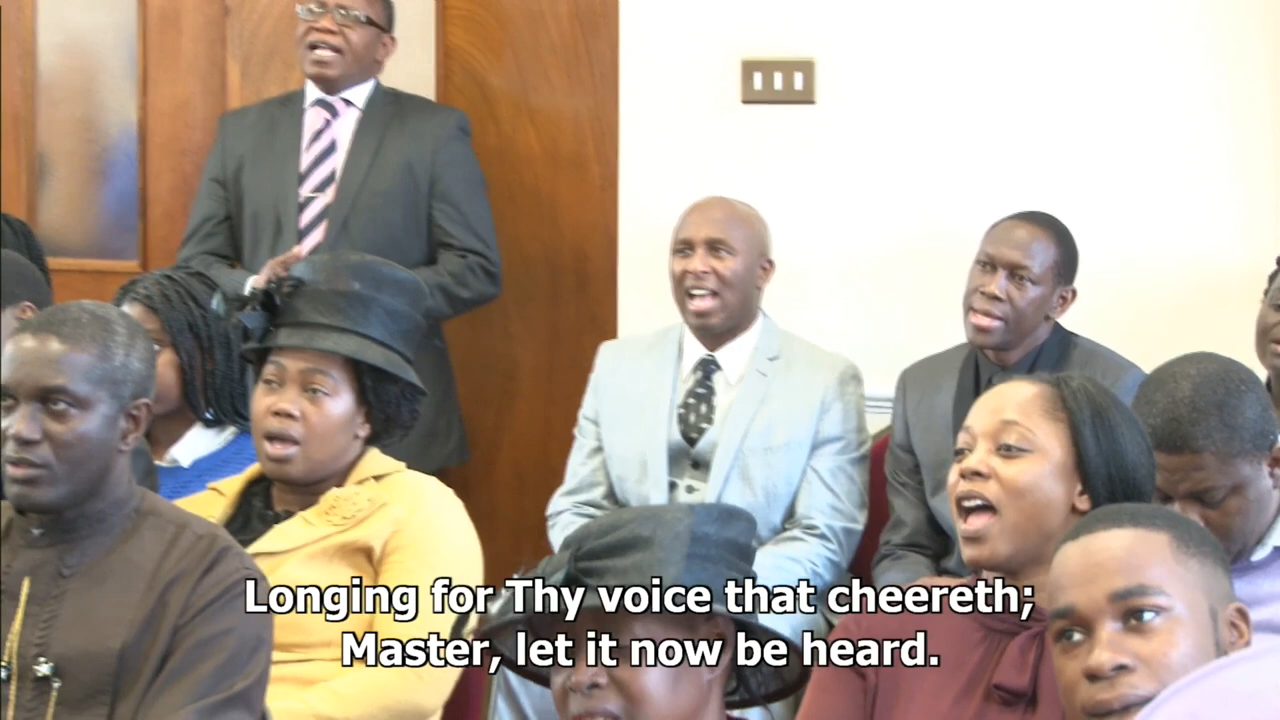 Longing for Thy voice that cheereth;
Master, let it now be heard.